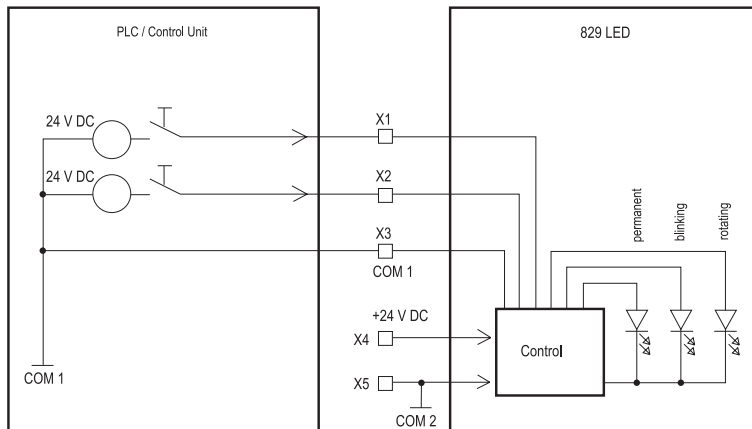 PLC / Control Unit
829 LED
24 V DC
X1
24 V DC
X2
X3
COM 1
permanent
blinking
rotating
+24 V DC
X4
Control
COM 1
X5
COM 2